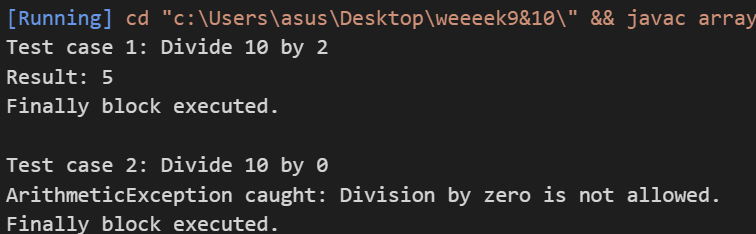 [Running] cd "c:\Users\asus\Desktop\weeeek9&10\" && javac array
Test case 1: Divide 10 by 2
Result: 5
Finally block executed.
Test case 2: Divide 10 by 0
ArithmeticException caught: Division by zero is not allowed.
Finally block executed.